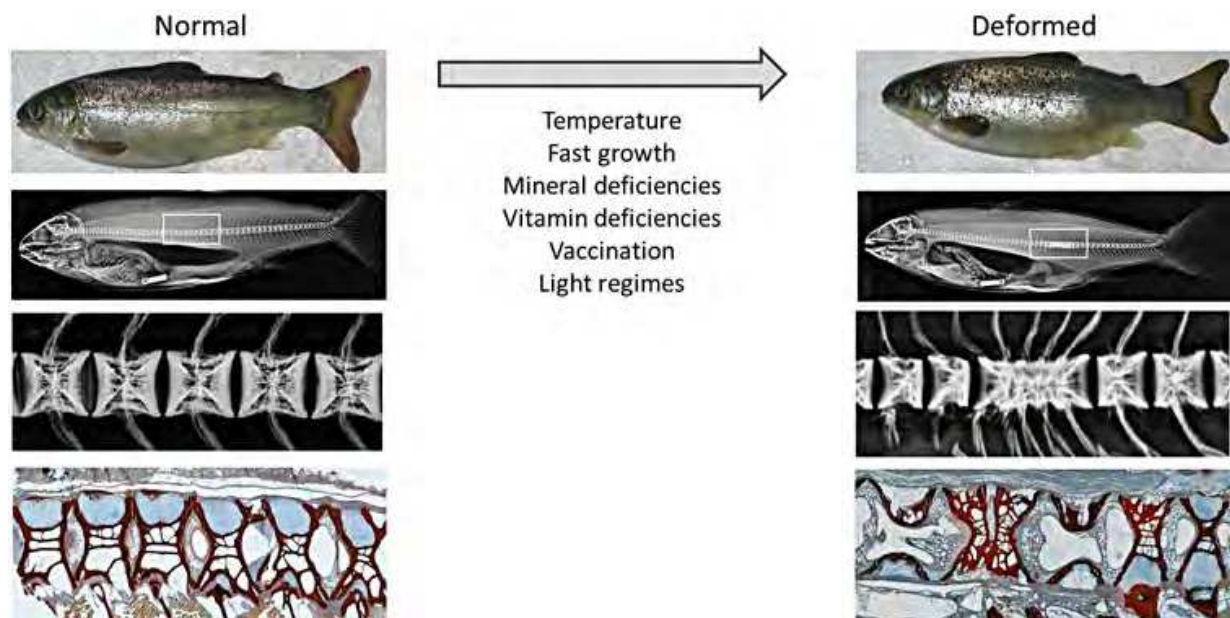 Normal
Deformed
Temperature
Fast growth
Mineral deficiencies
Vitamin deficiencies
Vaccination
Light regimes